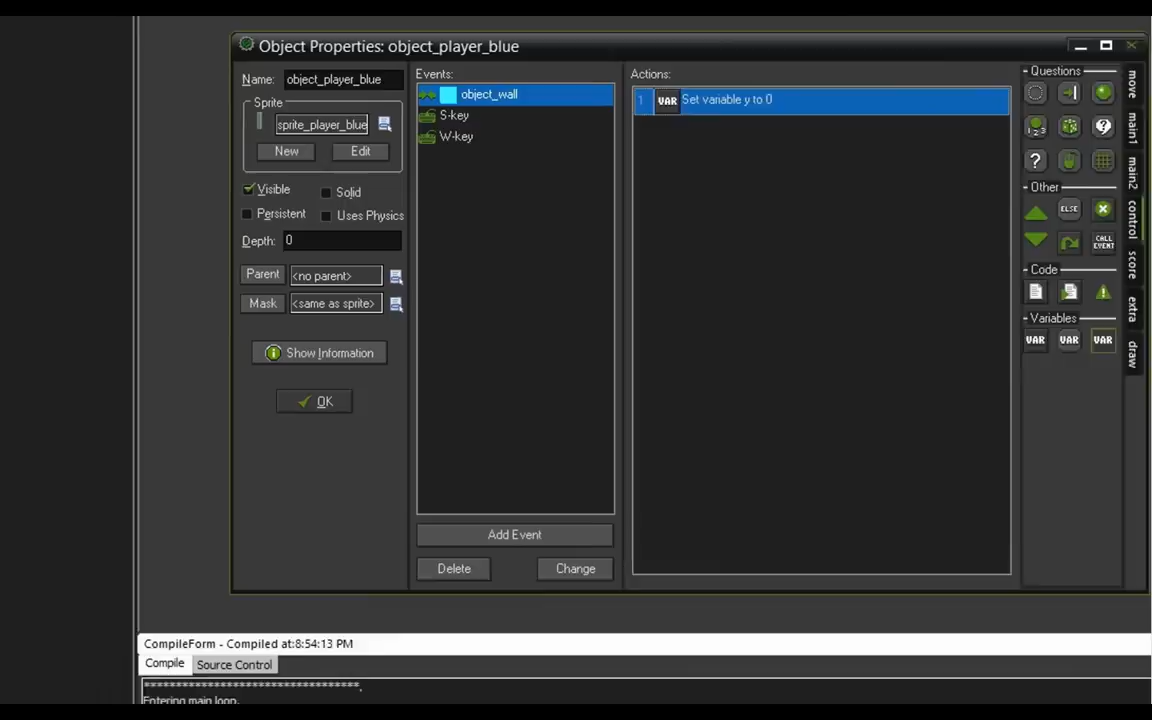 Object Properties: object_player_blue
Name: object_player_blue
Sprite
sprite_player_blue
New Edit
Visible Solid
Persistent Uses Physics
Depth: 0
Parent <no parent>
Mask <same as sprite>
Show Information
OK
Events:
object_wall
S-key
W-key
Add Event
Delete Change
Actions:
1 VAR Set variable y to 0
Questions
1 2 3
?
?
Other
ELSE
CALL EVENT
Code
Variables
VAR VAR VAR
move
main1
main2
control
score
extra
draw
CompileForm - Compiled at:8:54:13 PM
Compile Source Control
***********************************.
Entering main loop.